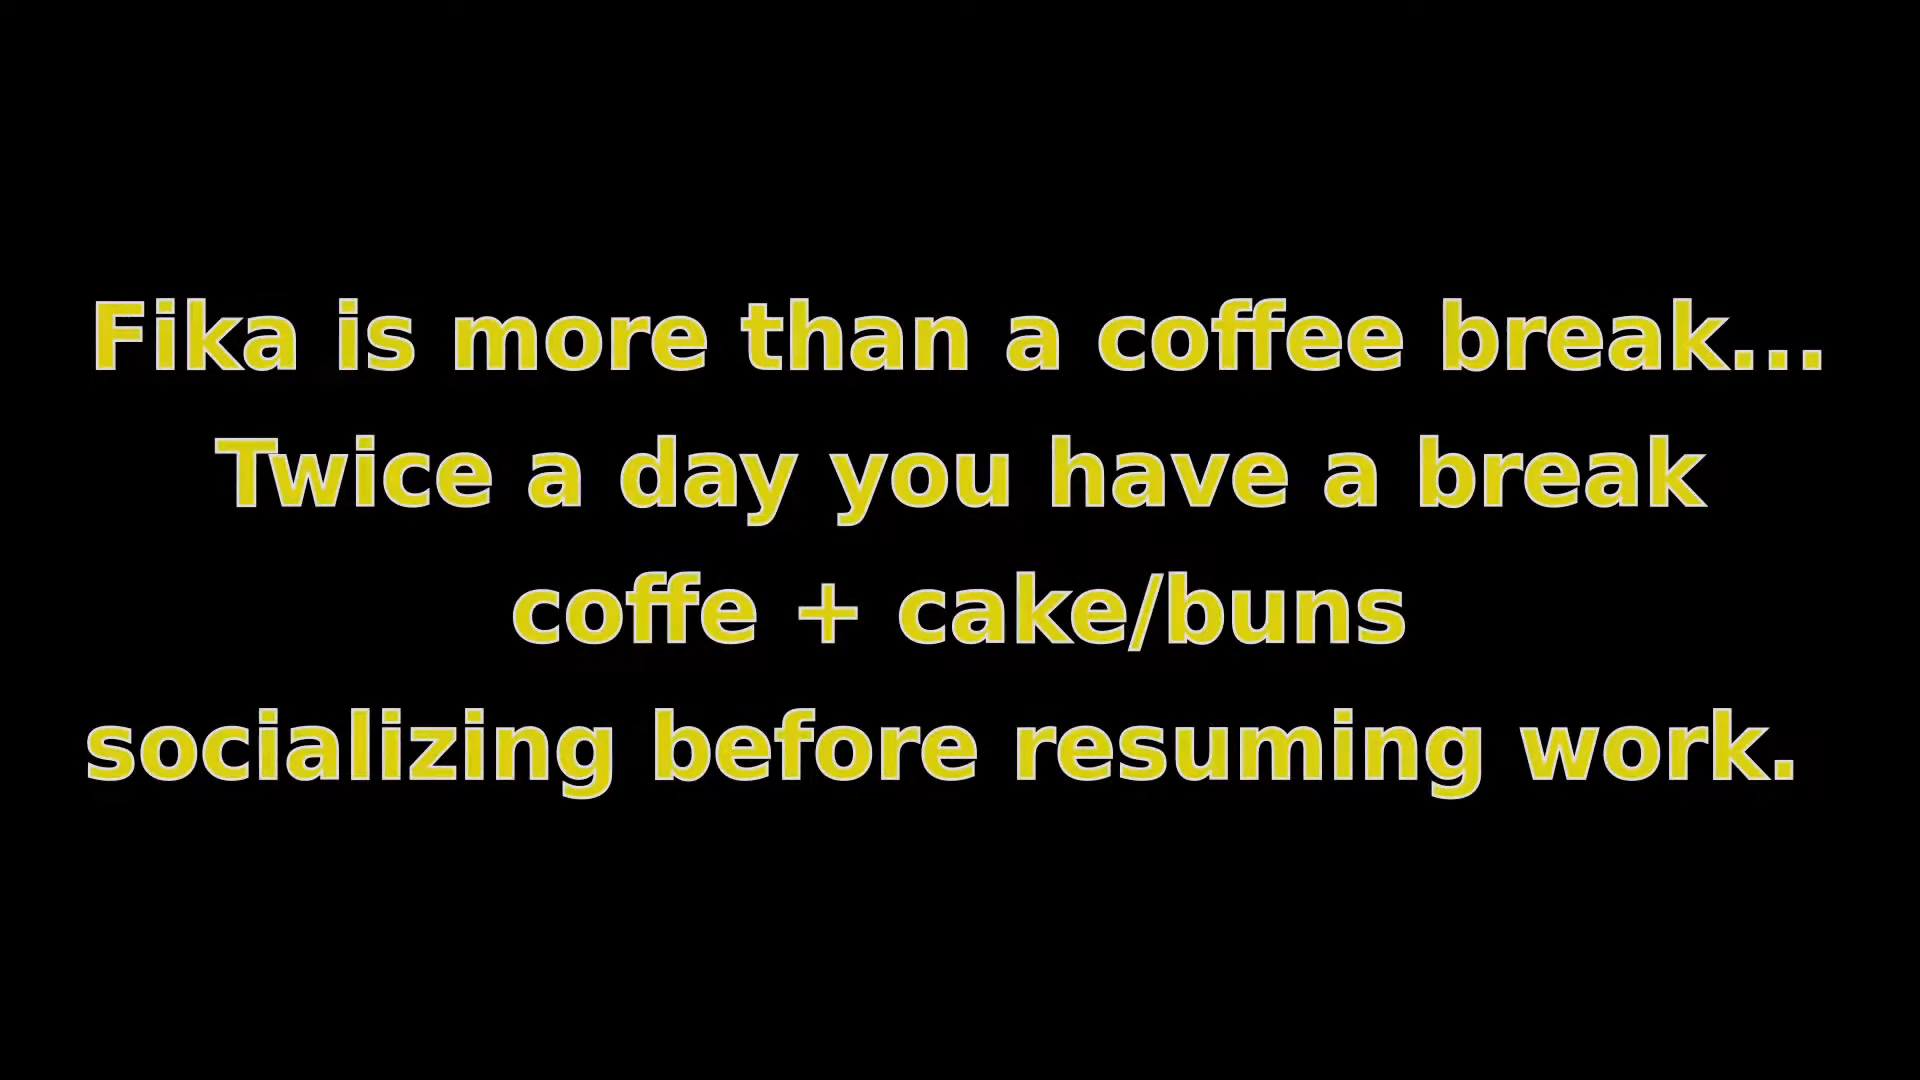 Fika is more than a coffee break...
Twice a day you have a break
coffe + cake/buns
socializing before resuming work.